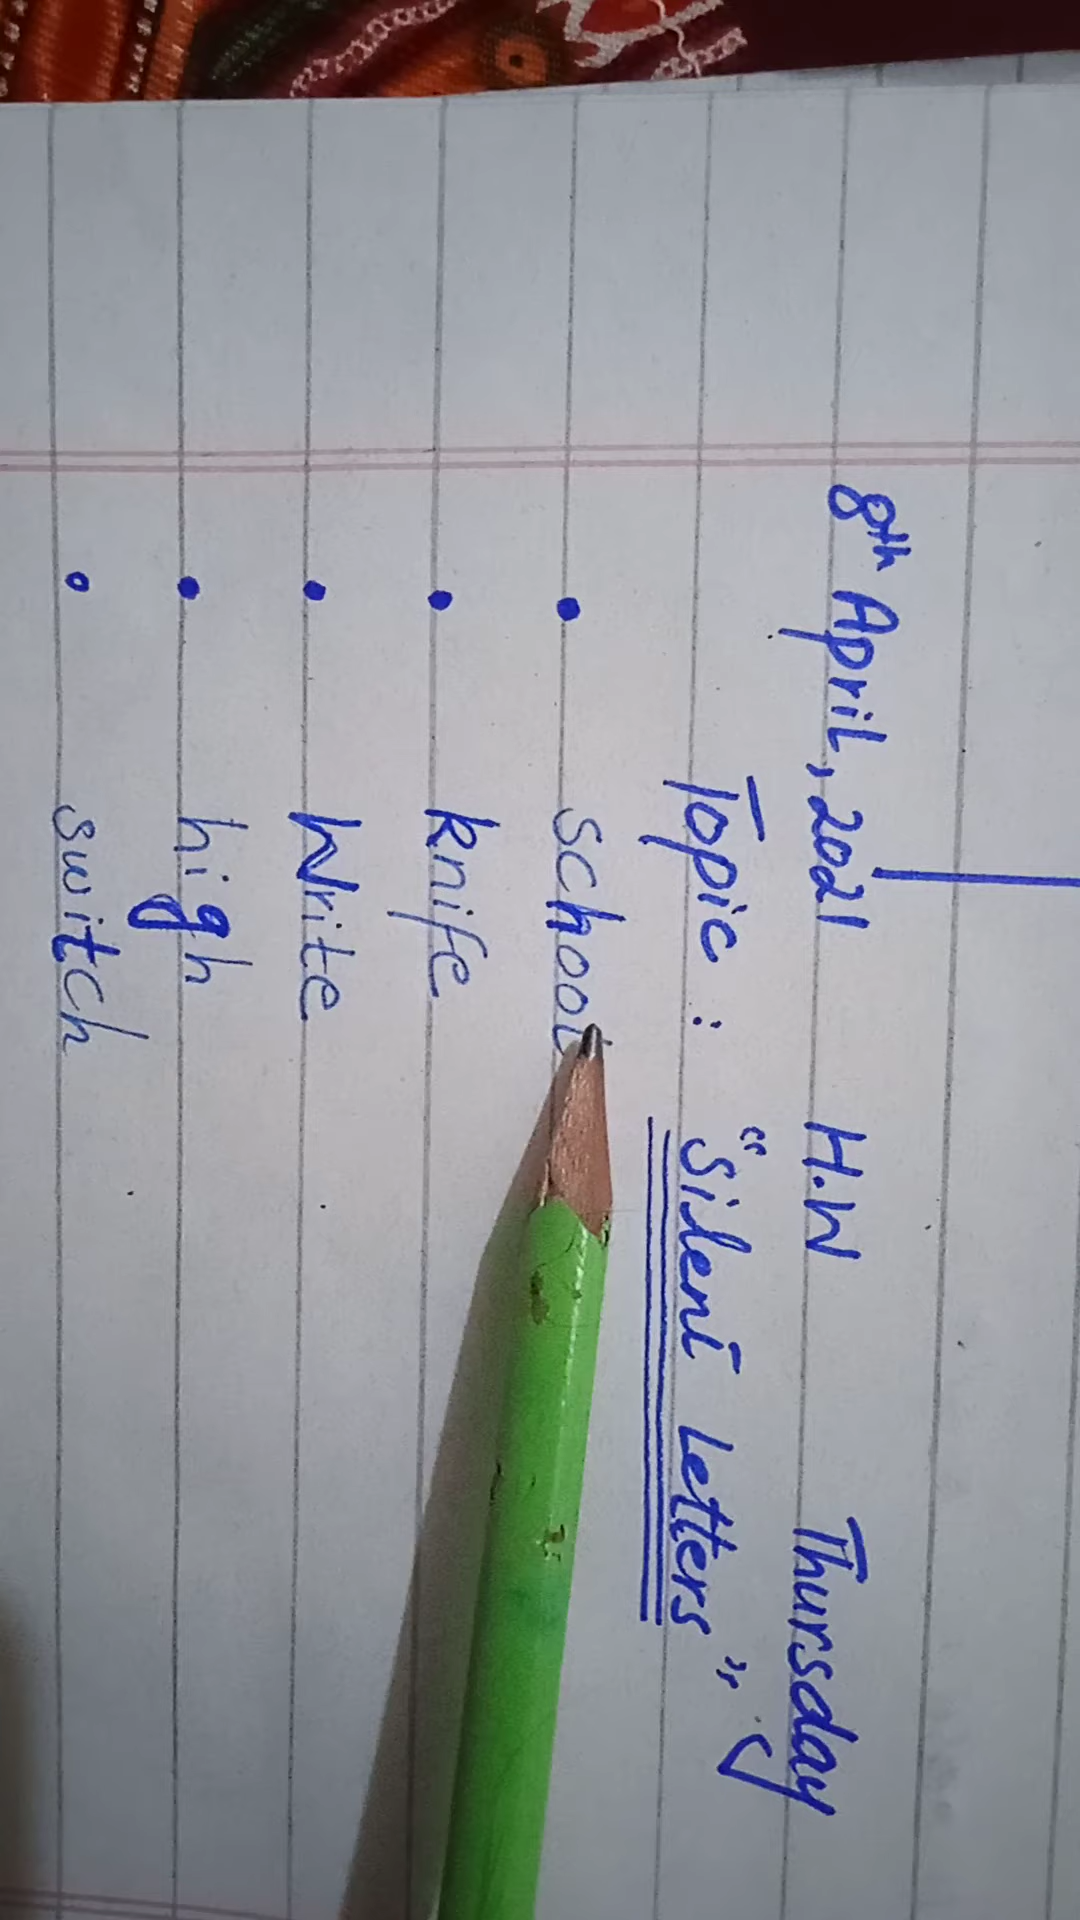 8th April, 2021 H.W Thursday
Topic : "Silent Letters"
school
knife
Write
high
switch